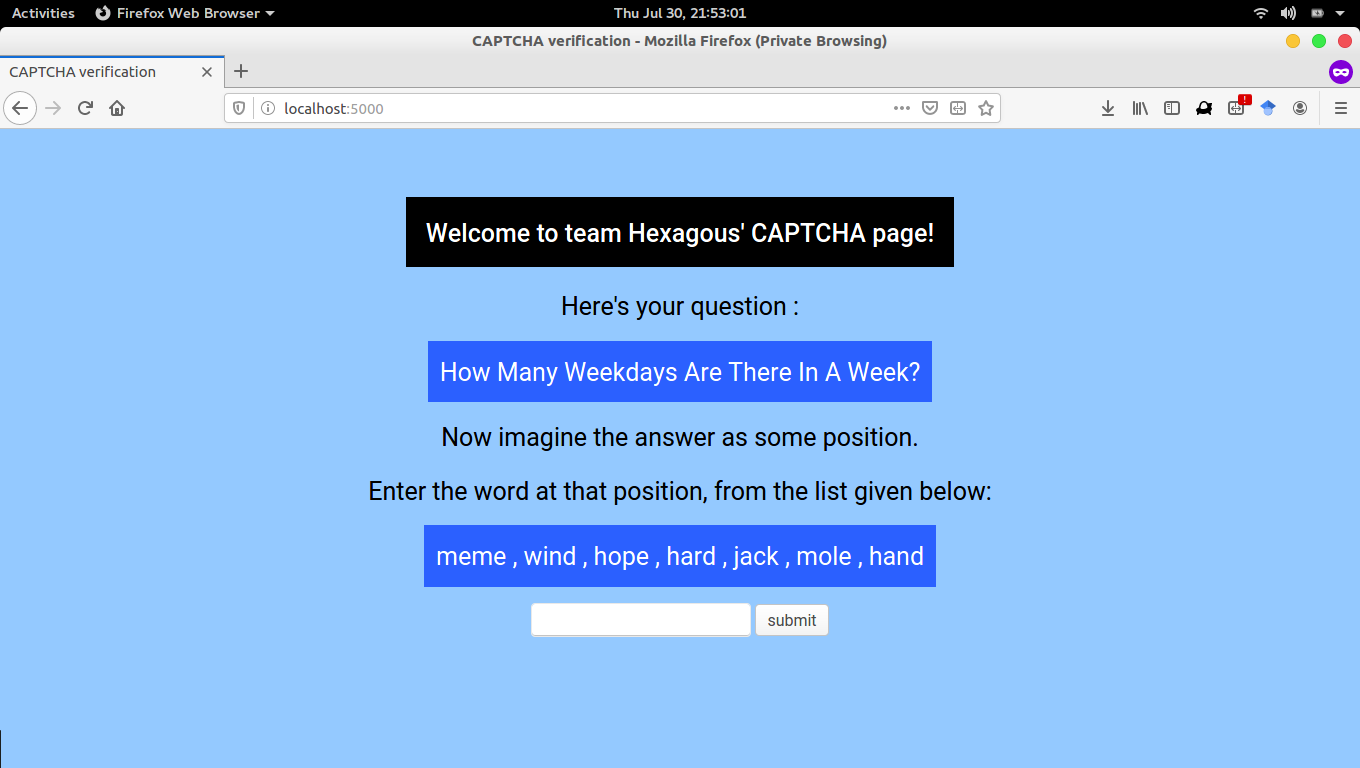 Activities Firefox Web Browser Thu Jul 30, 21:53:01
CAPTCHA verification - Mozilla Firefox (Private Browsing)
CAPTCHA verification
localhost:5000
Welcome to team Hexagous' CAPTCHA page!
Here's your question :
How Many Weekdays Are There In A Week?
Now imagine the answer as some position.
Enter the word at that position, from the list given below:
meme , wind , hope , hard , jack , mole , hand
submit